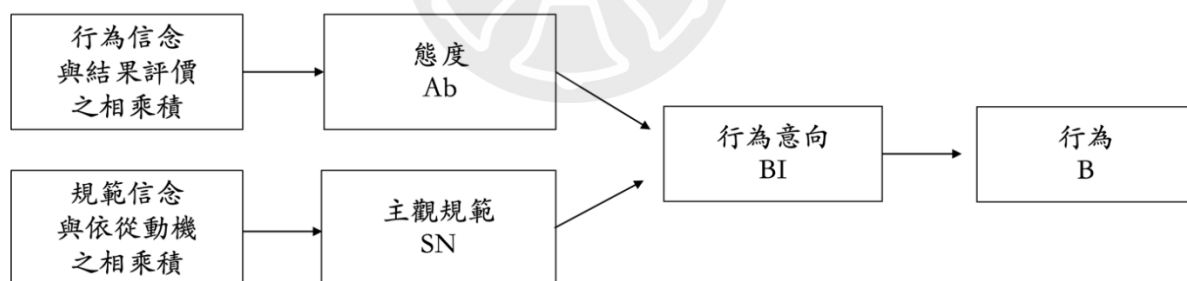 行為信念
與結果評價
之相乘積
態度
Ab
規範信念
與依從動機
之相乘積
主觀規範
SN
行為意向
BI
行為
B